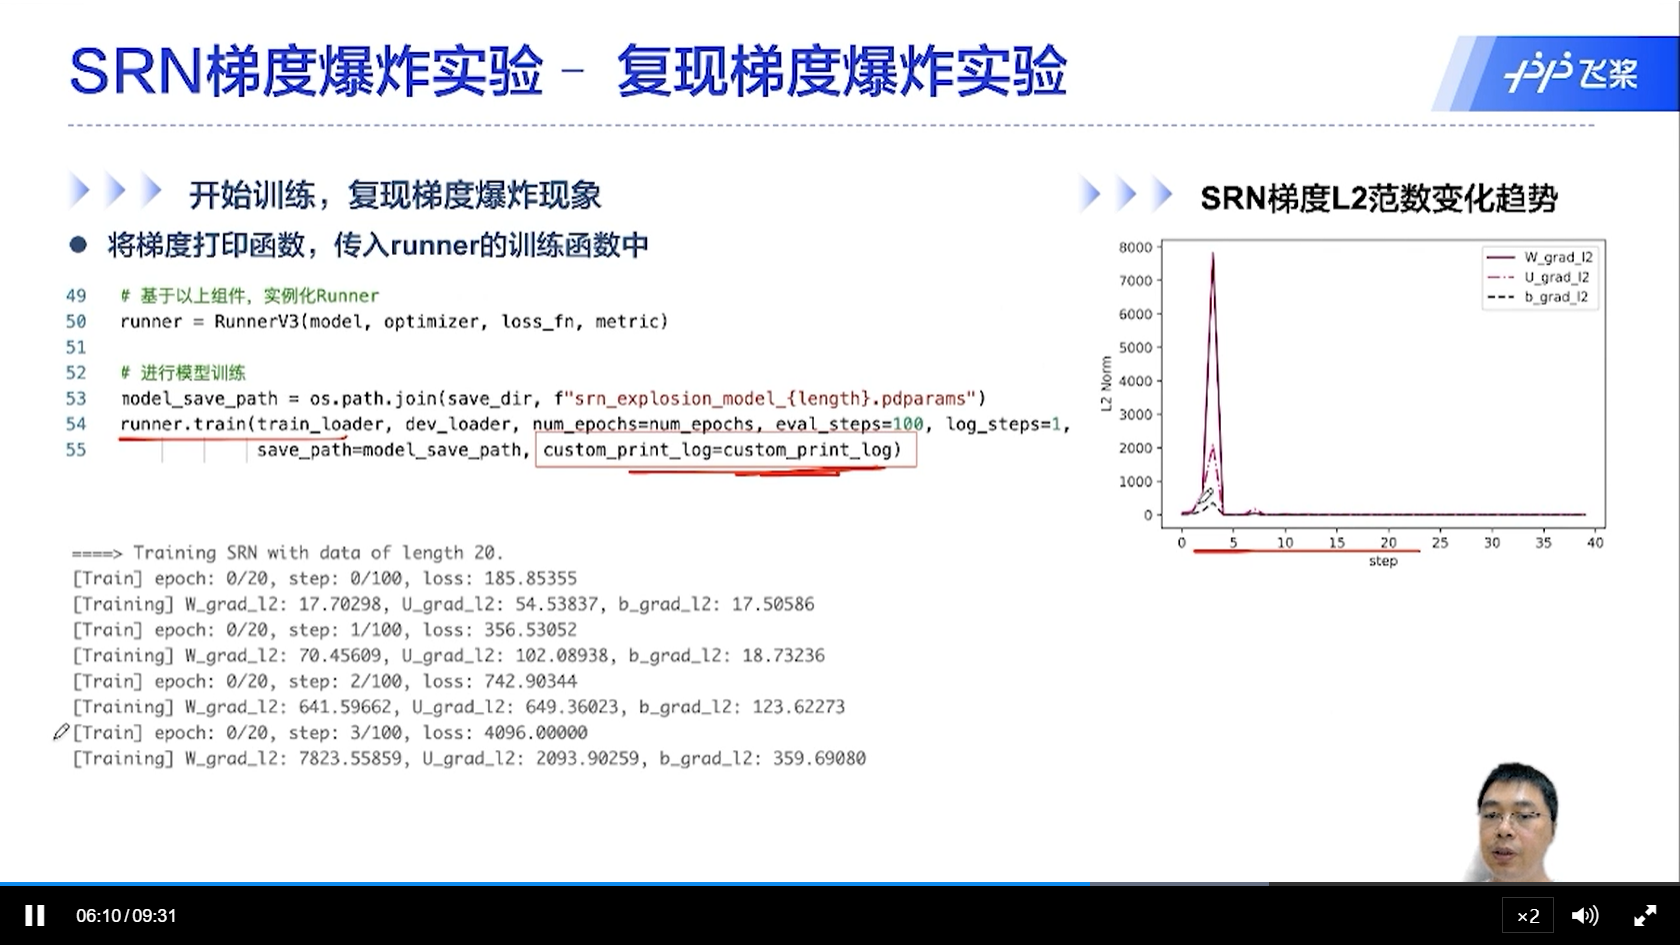 SRN梯度爆炸实验 – 复现梯度爆炸实验
飞桨
开始训练，复现梯度爆炸现象
将梯度打印函数，传入runner的训练函数中
49 # 基于以上组件，实例化Runner
50 runner = RunnerV3(model, optimizer, loss_fn, metric)
51
52 # 进行模型训练
53 model_save_path = os.path.join(save_dir, f"srn_explosion_model_{length}.pdparams")
54 runner.train(train_loader, dev_loader, num_epochs=num_epochs, eval_steps=100, log_steps=1,
55 save_path=model_save_path, custom_print_log=custom_print_log)
====> Training SRN with data of length 20.
[Train] epoch: 0/20, step: 0/100, loss: 185.85355
[Training] W_grad_l2: 17.70298, U_grad_l2: 54.53837, b_grad_l2: 17.50586
[Train] epoch: 0/20, step: 1/100, loss: 356.53052
[Training] W_grad_l2: 70.45609, U_grad_l2: 102.08938, b_grad_l2: 18.73236
[Train] epoch: 0/20, step: 2/100, loss: 742.90344
[Training] W_grad_l2: 641.59662, U_grad_l2: 649.36023, b_grad_l2: 123.62273
[Train] epoch: 0/20, step: 3/100, loss: 4096.00000
[Training] W_grad_l2: 7823.55859, U_grad_l2: 2093.90259, b_grad_l2: 359.69080
SRN梯度L2范数变化趋势
8000
7000
6000
5000
4000
3000
2000
1000
0
L2 Norm
W_grad_l2
U_grad_l2
b_grad_l2
0 5 10 15 20 25 30 35 40
step
06:10/09:31
×2